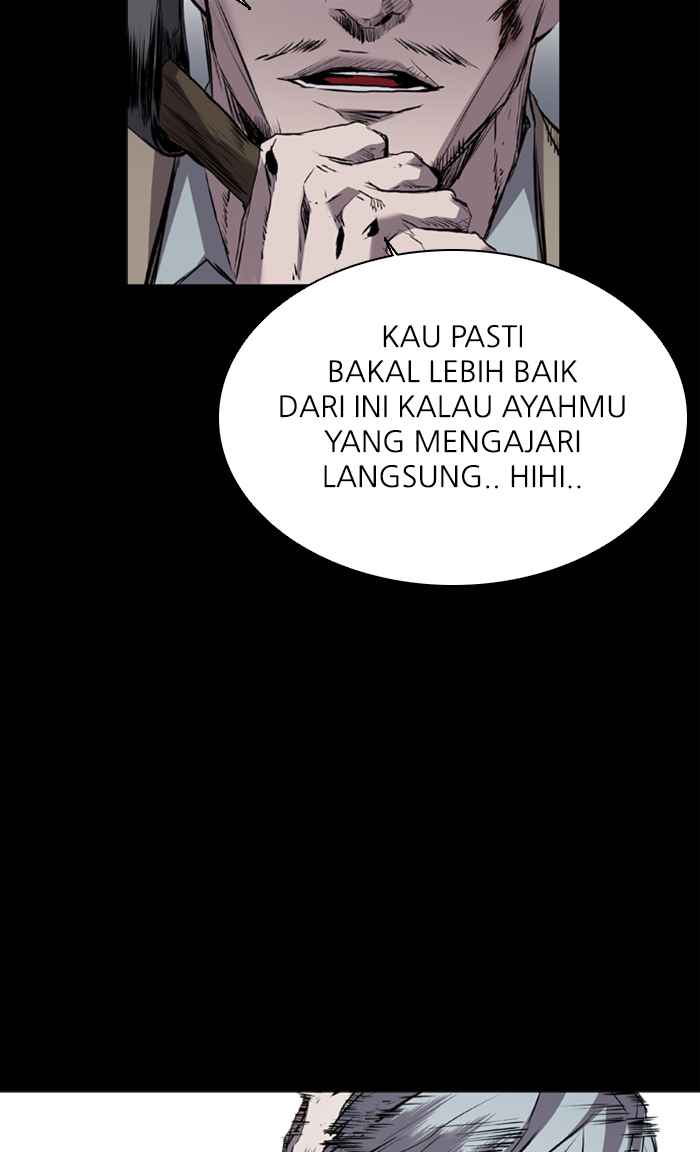 KAU PASTI
BAKAL LEBIH BAIK
DARI INI KALAU AYAHMU
YANG MENGAJARI
LANGSUNG.. HIHI..